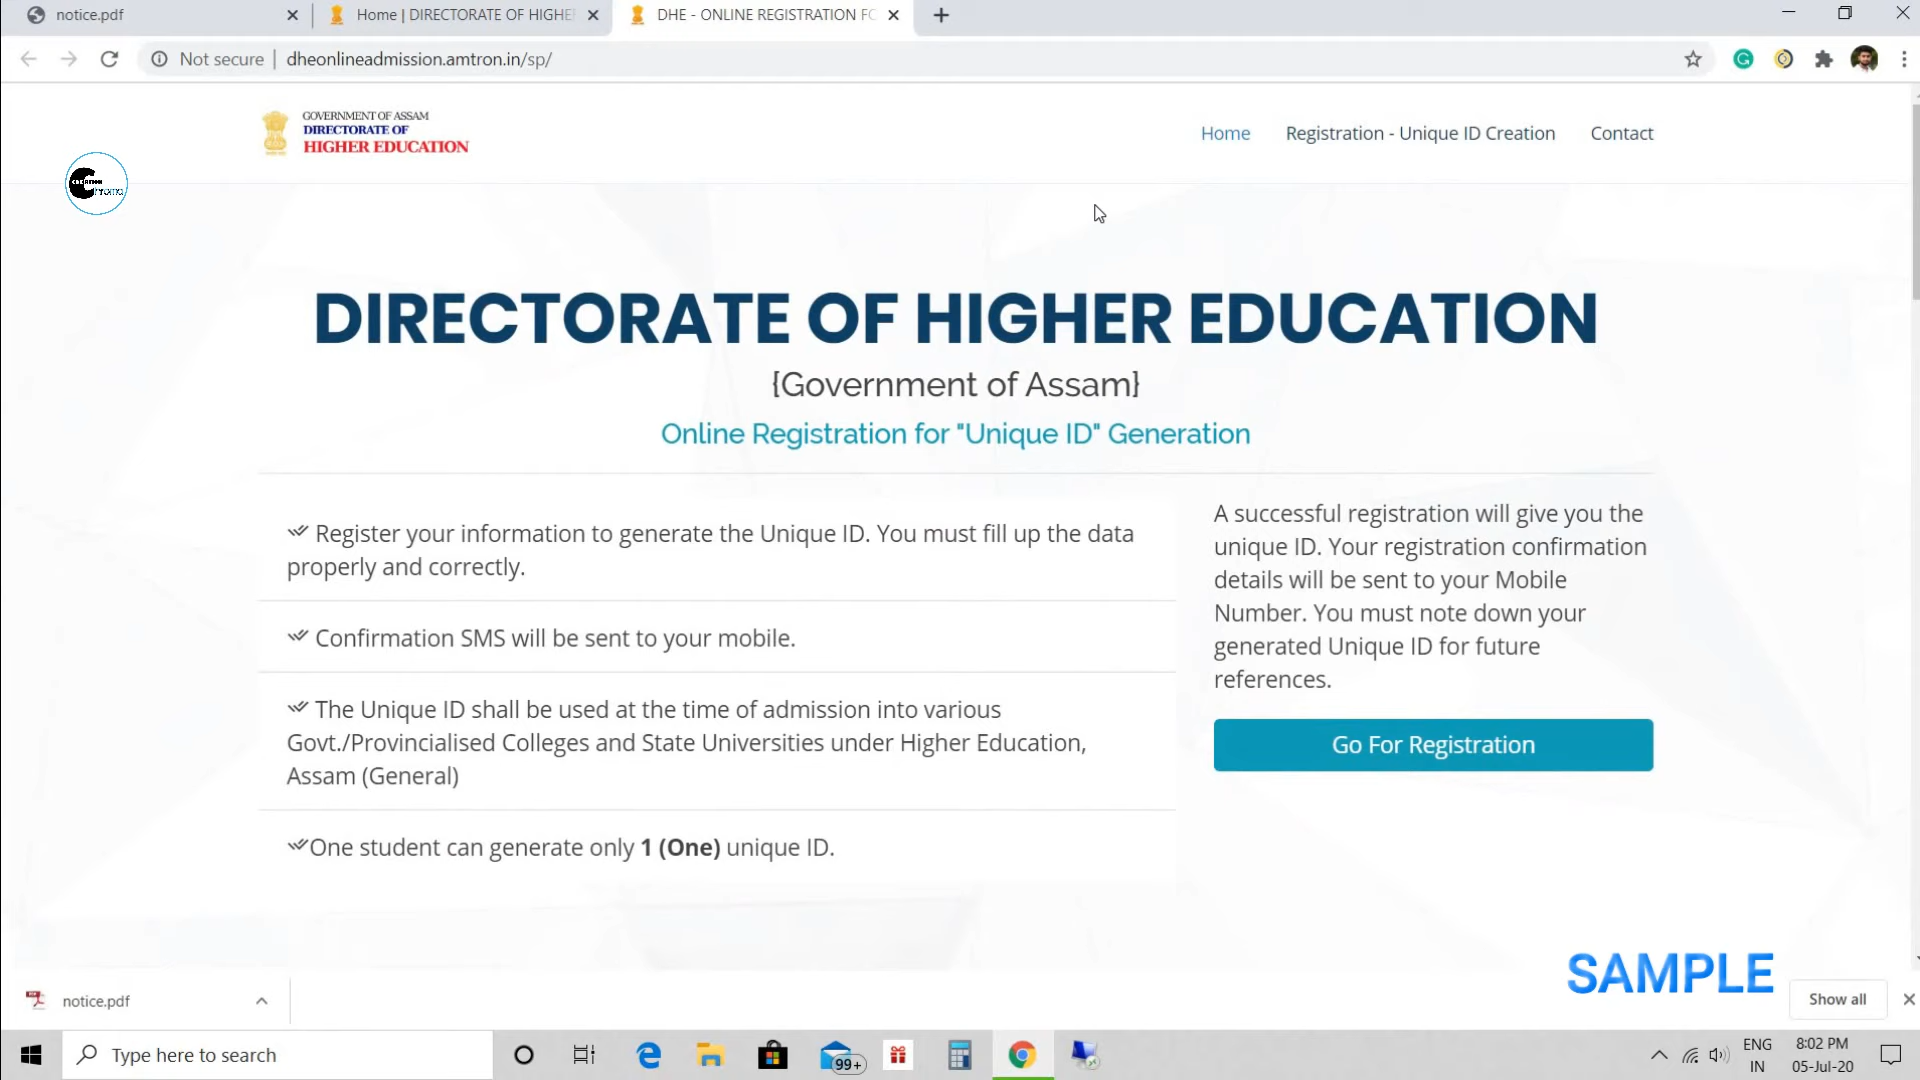 notice.pdf
Home | DIRECTORATE OF HIGHE
DHE - ONLINE REGISTRATION FO
Not secure
dheonlineadmission.amtron.in/sp/
GOVERNMENT OF ASSAM
DIRECTORATE OF
HIGHER EDUCATION
Home
Registration - Unique ID Creation
Contact
CREATION
DIRECTORATE OF HIGHER EDUCATION
{Government of Assam}
Online Registration for "Unique ID" Generation
Register your information to generate the Unique ID. You must fill up the data
properly and correctly.
Confirmation SMS will be sent to your mobile.
The Unique ID shall be used at the time of admission into various
Govt./Provincialised Colleges and State Universities under Higher Education,
Assam (General)
One student can generate only 1 (One) unique ID.
A successful registration will give you the
unique ID. Your registration confirmation
details will be sent to your Mobile
Number. You must note down your
generated Unique ID for future
references.
Go For Registration
SAMPLE
notice.pdf
Show all
Type here to search
99+
ENG
IN
8:02 PM
05-Jul-20